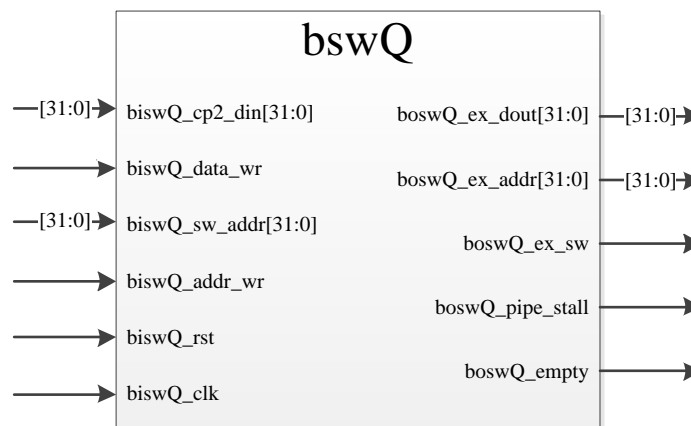 bswQ
[31:0] biswQ_cp2_din[31:0] boswQ_ex_dout[31:0] [31:0]
biswQ_data_wr boswQ_ex_addr[31:0] [31:0]
[31:0] biswQ_sw_addr[31:0] boswQ_ex_sw
biswQ_addr_wr boswQ_pipe_stall
biswQ_rst boswQ_empty
biswQ_clk